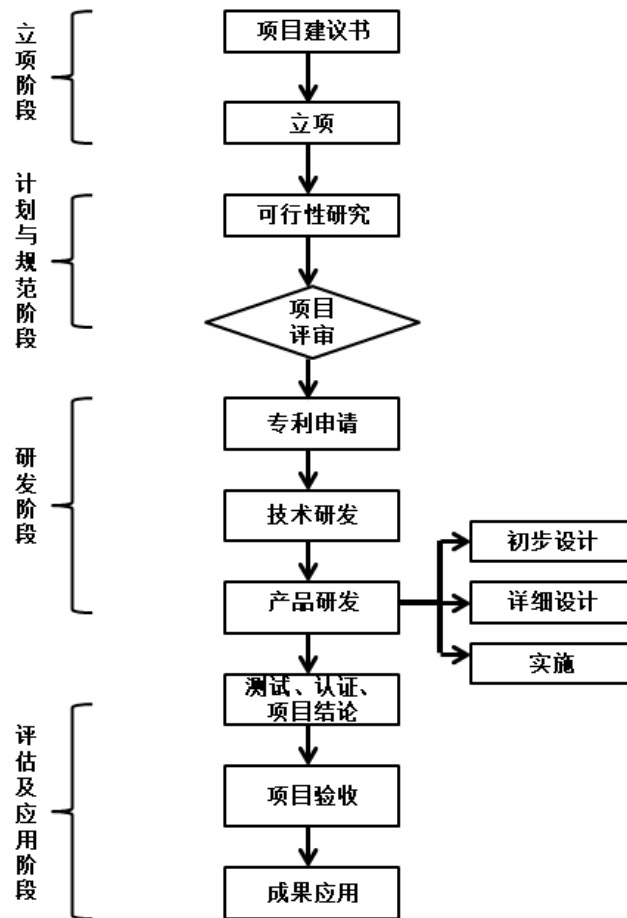 立项阶段
项目建议书
立项
计划与规范阶段
可行性研究
项目
评审
研发阶段
专利申请
技术研发
产品研发
初步设计
详细设计
实施
评估及应用阶段
测试、认证、
项目结论
项目验收
成果应用